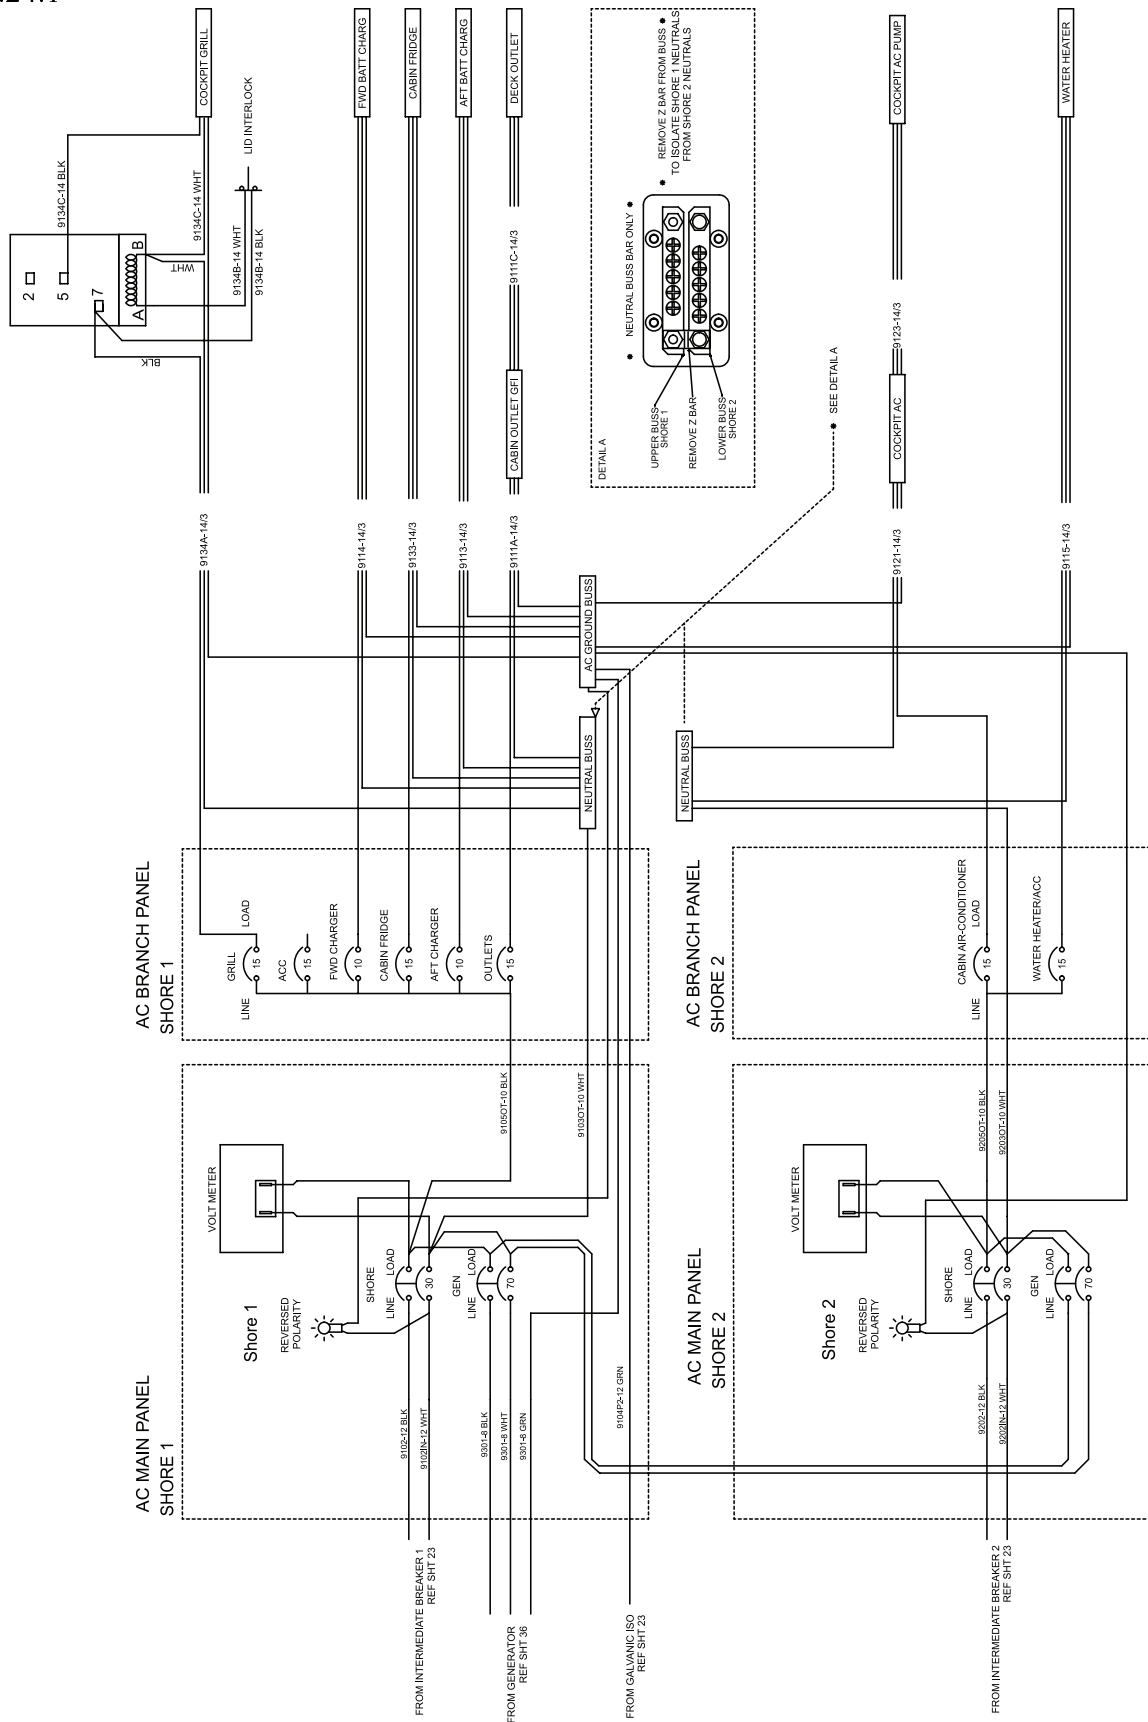 COCKPIT GRILL
FWD BATT CHARG
CABIN FRIDGE
AFT BATT CHARG
DECK OUTLET
COCKPIT AC PUMP
WATER HEATER
LID INTERLOCK
9134C-14 BLK
9134C-14 WHT
9134B-14 WHT
9134B-14 BLK
WHT
BLK
2
5
7
A
B
9134A-14/3
9114-14/3
9133-14/3
9113-14/3
9111A-14/3
CABIN OUTLET GFI
9111C-14/3
DETAIL A
* NEUTRAL BUSS BAR ONLY *
* REMOVE Z BAR FROM BUSS *
TO ISOLATE SHORE 1 NEUTRALS
FROM SHORE 2 NEUTRALS
UPPER BUSS
SHORE 1
REMOVE Z BAR
LOWER BUSS
SHORE 2
* SEE DETAIL A
9123-14/3
COCKPIT AC
9121-14/3
9115-14/3
AC GROUND BUSS
NEUTRAL BUSS
NEUTRAL BUSS
AC BRANCH PANEL
SHORE 1
LINE
LOAD
GRILL
15
ACC
15
FWD CHARGER
10
CABIN FRIDGE
15
AFT CHARGER
10
OUTLETS
15
AC BRANCH PANEL
SHORE 2
LINE
LOAD
CABIN AIR-CONDITIONER
15
WATER HEATER/ACC
15
AC MAIN PANEL
SHORE 1
VOLT METER
Shore 1
REVERSED
POLARITY
SHORE
LINE
LOAD
30
GEN
LINE
LOAD
70
9105OT-10 BLK
9103OT-10 WHT
9102-12 BLK
9102IN-12 WHT
9301-8 BLK
9301-8 WHT
9301-8 GRN
9104P2-12 GRN
FROM INTERMEDIATE BREAKER 1
REF SHT 23
FROM GENERATOR
REF SHT 36
FROM GALVANIC ISO
REF SHT 23
AC MAIN PANEL
SHORE 2
VOLT METER
Shore 2
REVERSED
POLARITY
SHORE
LINE
LOAD
30
GEN
LINE
LOAD
70
9205OT-10 BLK
9203OT-10 WHT
9202-12 BLK
9202IN-12 WHT
FROM INTERMEDIATE BREAKER 2
REF SHT 23